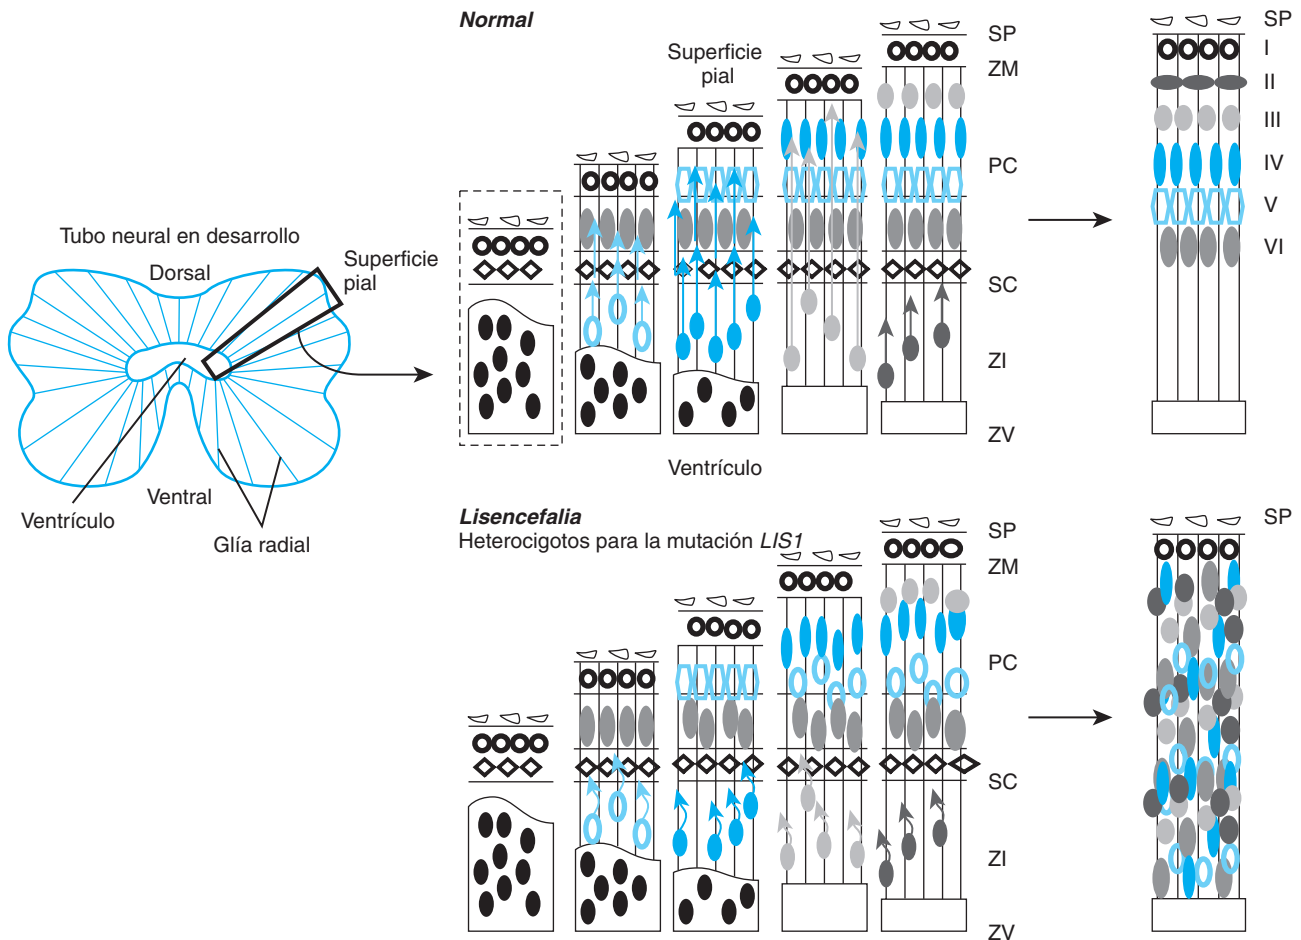 Normal
Superficie
pial
SP
ZM
PC
SC
ZI
ZV
SP
I
II
III
IV
V
VI
Tubo neural en desarrollo
Dorsal
Superficie
pial
Ventral
Ventrículo
Glía radial
Ventrículo
Lisencefalia
Heterocigotos para la mutación LIS1
SP
ZM
PC
SC
ZI
ZV
SP